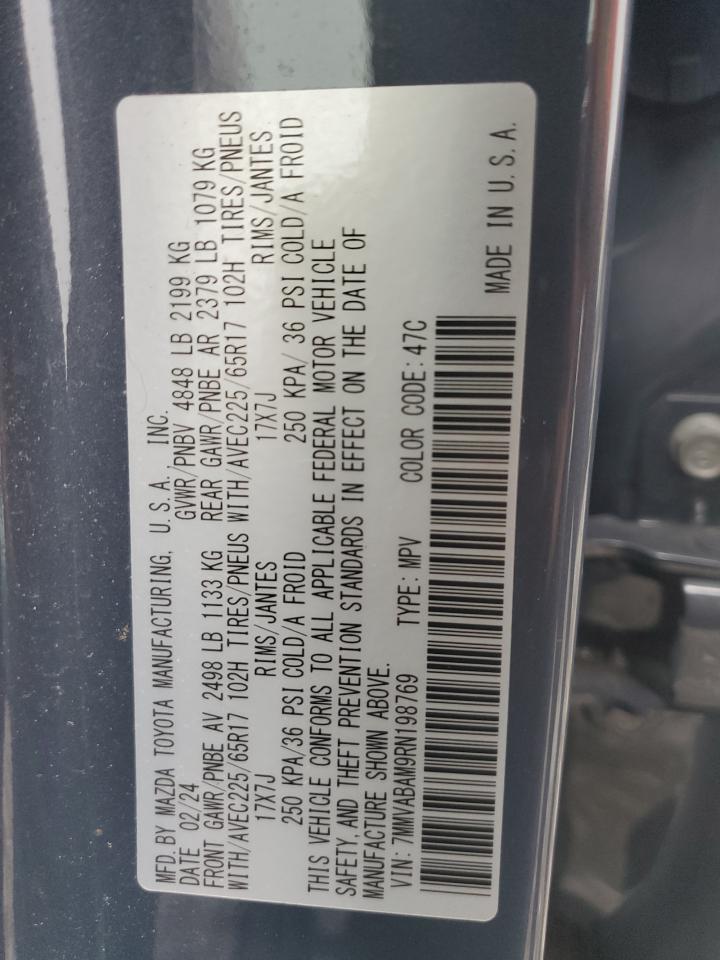 MFD. BY MAZDA TOYOTA MANUFACTURING, U.S.A., INC.
DATE 02/24 GVWR/PNBV 4848 LB 2199 KG
FRONT GAWR/PNBE AV 2498 LB 1133 KG REAR GAWR/PNBE AR 2379 LB 1079 KG
WITH/AVEC225/65R17 102H TIRES/PNEUS WITH/AVEC225/65R17 102H TIRES/PNEUS
17X7J RIMS/JANTES 17X7J RIMS/JANTES
250 KPA/36 PSI COLD/A FROID 250 KPA/ 36 PSI COLD/A FROID
THIS VEHICLE CONFORMS TO ALL APPLICABLE FEDERAL MOTOR VEHICLE
SAFETY, AND THEFT PREVENTION STANDARDS IN EFFECT ON THE DATE OF
MANUFACTURE SHOWN ABOVE.
VIN: 7MMVABAM9RN198769 TYPE: MPV COLOR CODE: 47C
MADE IN U.S.A.